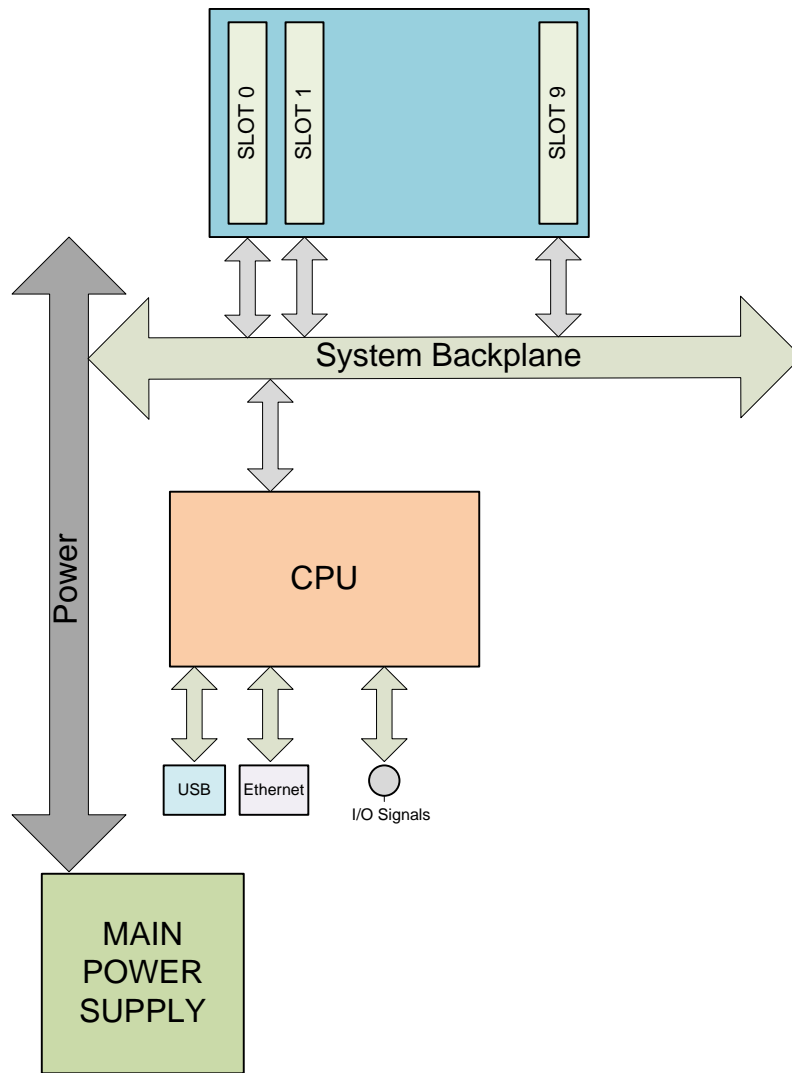 SLOT 0
SLOT 1
SLOT 9
System Backplane
Power
CPU
USB
Ethernet
I/O Signals
MAIN
POWER
SUPPLY